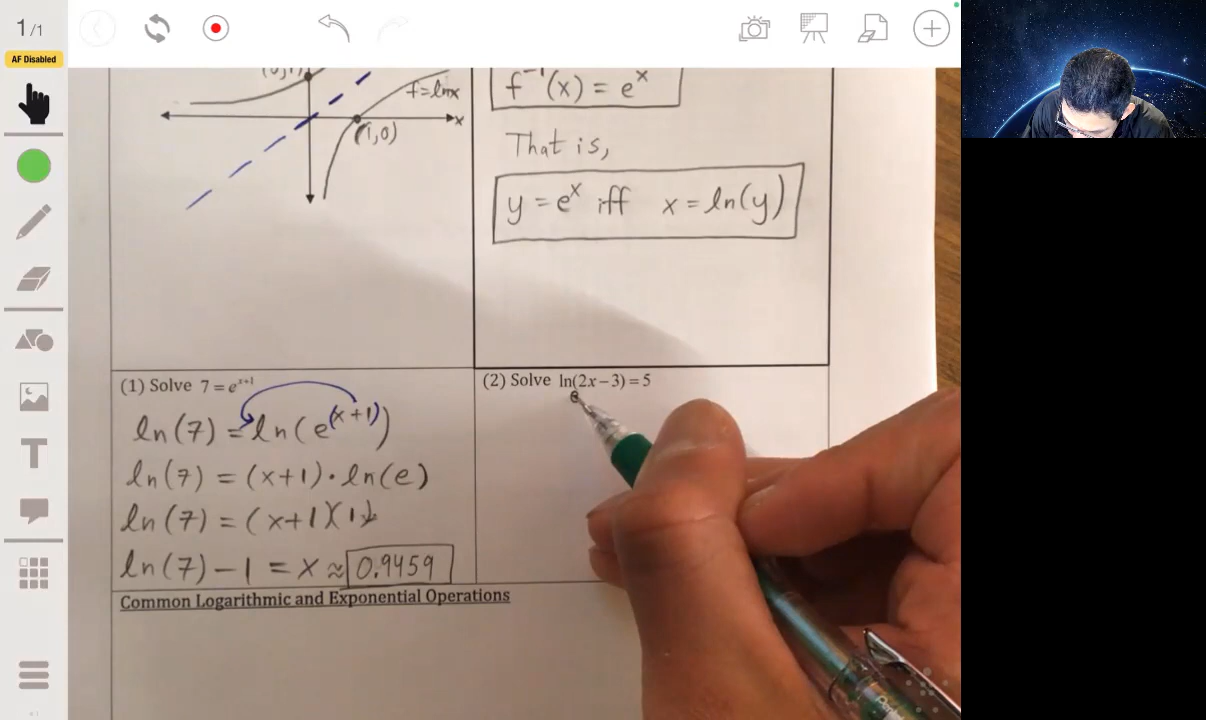 1/1
AF Disabled
f=lnx
x
(1,0)
f⁻¹(x) = eˣ
That is,
y = eˣ iff x = ln(y)
(1) Solve 7 = eˣ⁺¹
ln(7) = ln(e^(x+1))
ln(7) = (x+1)·ln(e)
ln(7) = (x+1)(1)
ln(7) - 1 = x ≈ 0.9459
(2) Solve ln(2x-3) = 5
e
Common Logarithmic and Exponential Operations